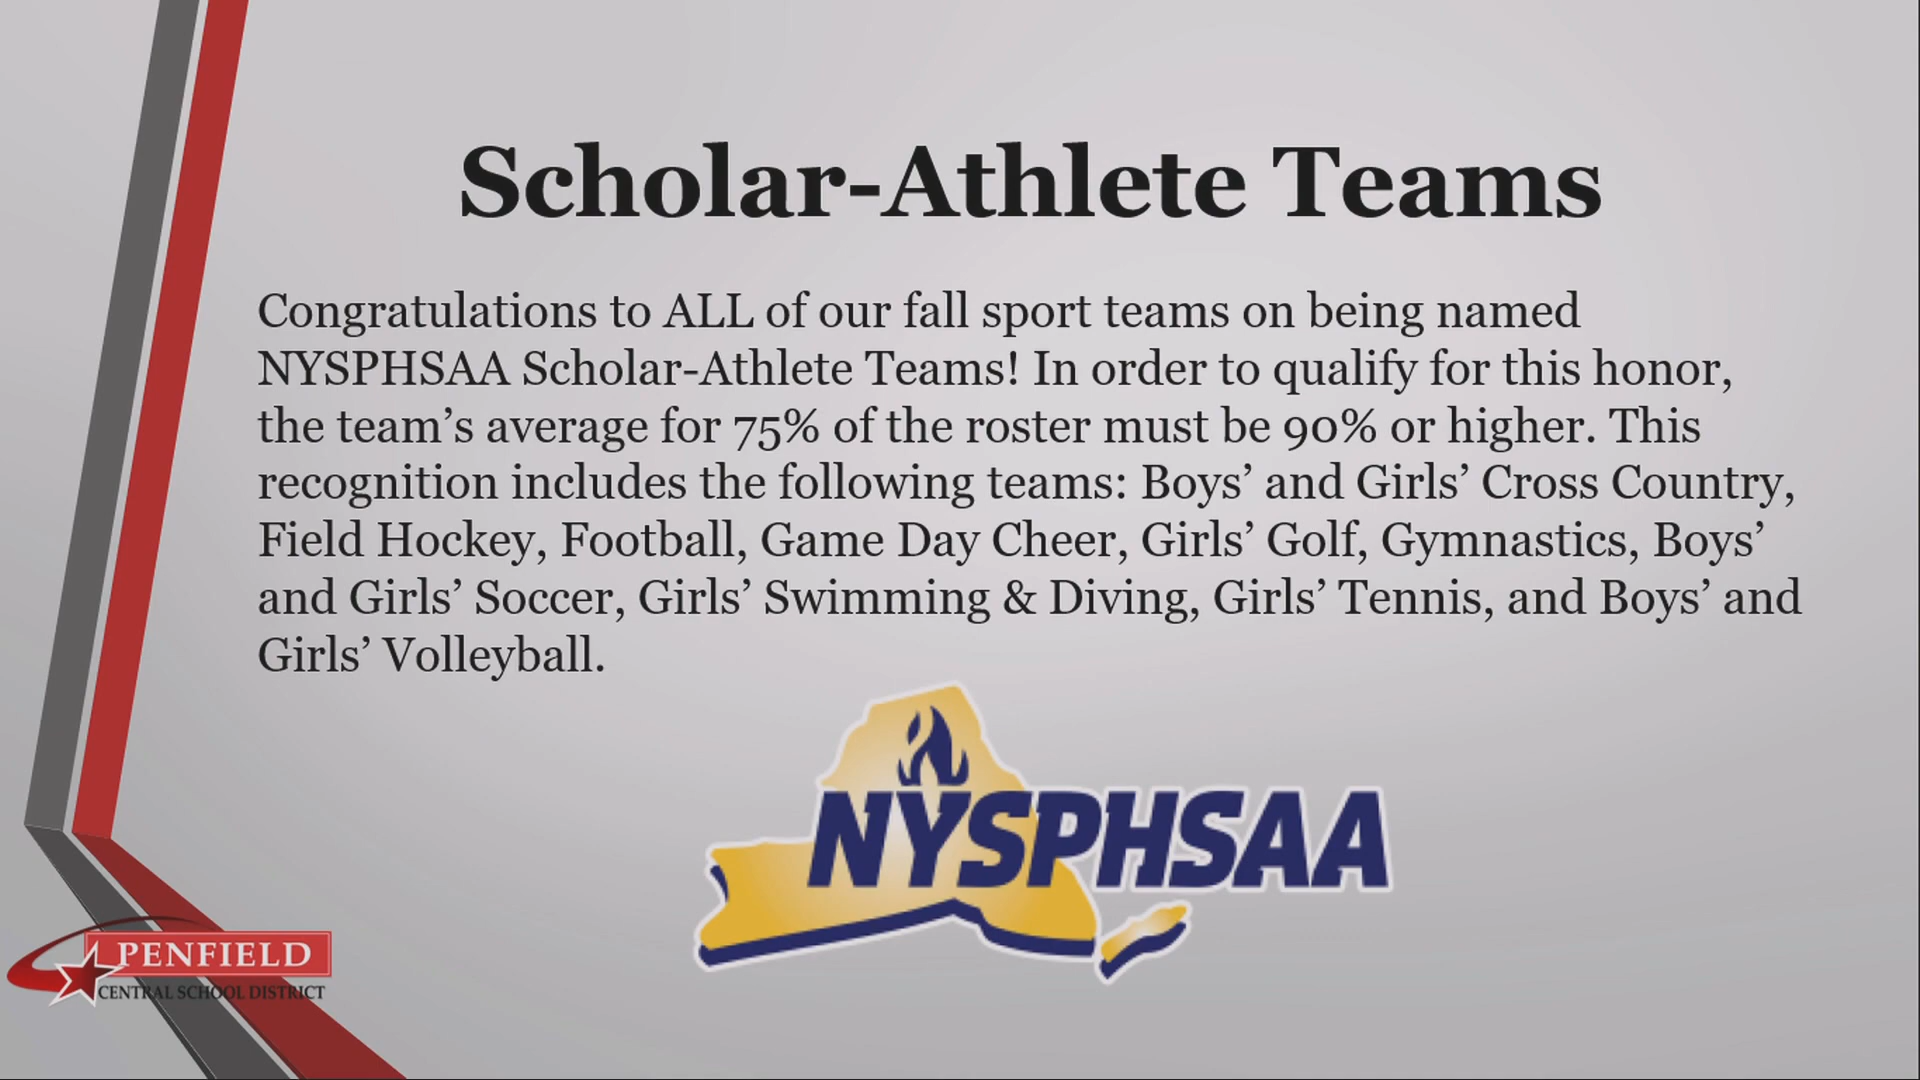 Scholar-Athlete Teams
Congratulations to ALL of our fall sport teams on being named
NYSPHSAA Scholar-Athlete Teams! In order to qualify for this honor,
the team’s average for 75% of the roster must be 90% or higher. This
recognition includes the following teams: Boys’ and Girls’ Cross Country,
Field Hockey, Football, Game Day Cheer, Girls’ Golf, Gymnastics, Boys’
and Girls’ Soccer, Girls’ Swimming & Diving, Girls’ Tennis, and Boys’ and
Girls’ Volleyball.
NYSPHSAA
PENFIELD
CENTRAL SCHOOL DISTRICT